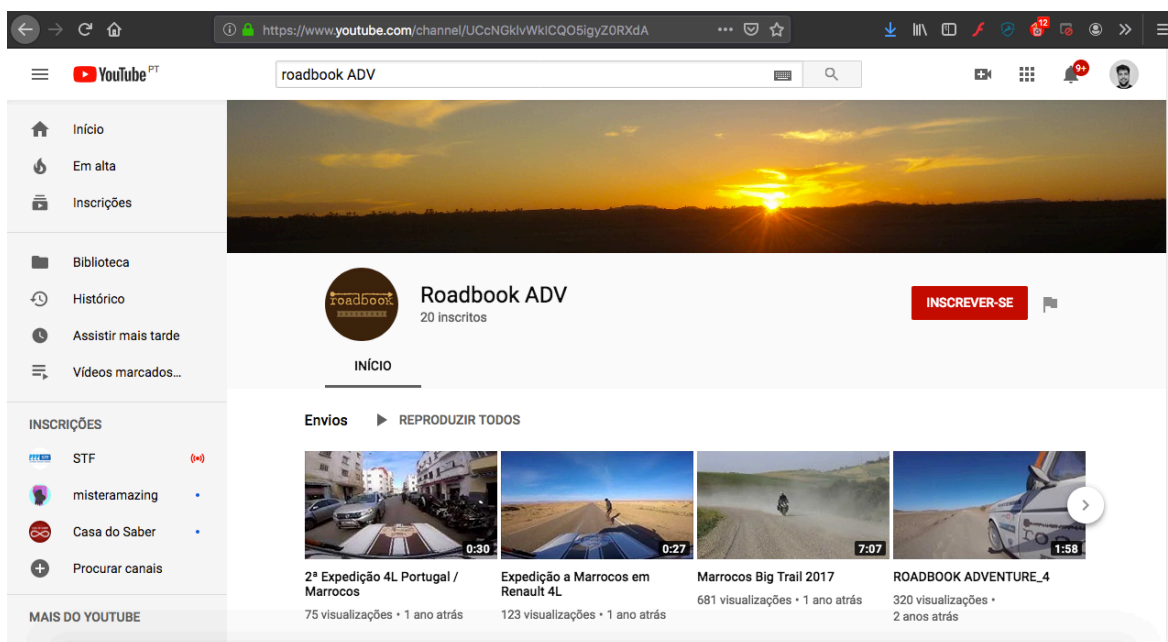 https://www.youtube.com/channel/UCcNGklvWkICQO5igyZ0RXdA
12
YouTube PT
roadbook ADV
9+
Início
Em alta
Inscrições
Biblioteca
Histórico
Assistir mais tarde
Vídeos marcados...
INSCRIÇÕES
STF
misteramazing
Casa do Saber
Procurar canais
MAIS DO YOUTUBE
roadbook
ADVENTURE
Roadbook ADV
20 inscritos
INSCREVER-SE
INÍCIO
Envios
REPRODUZIR TODOS
0:30
2ª Expedição 4L Portugal /
Marrocos
75 visualizações • 1 ano atrás
0:27
Expedição a Marrocos em
Renault 4L
123 visualizações • 1 ano atrás
7:07
Marrocos Big Trail 2017
681 visualizações • 1 ano atrás
1:58
ROADBOOK ADVENTURE_4
320 visualizações •
2 anos atrás